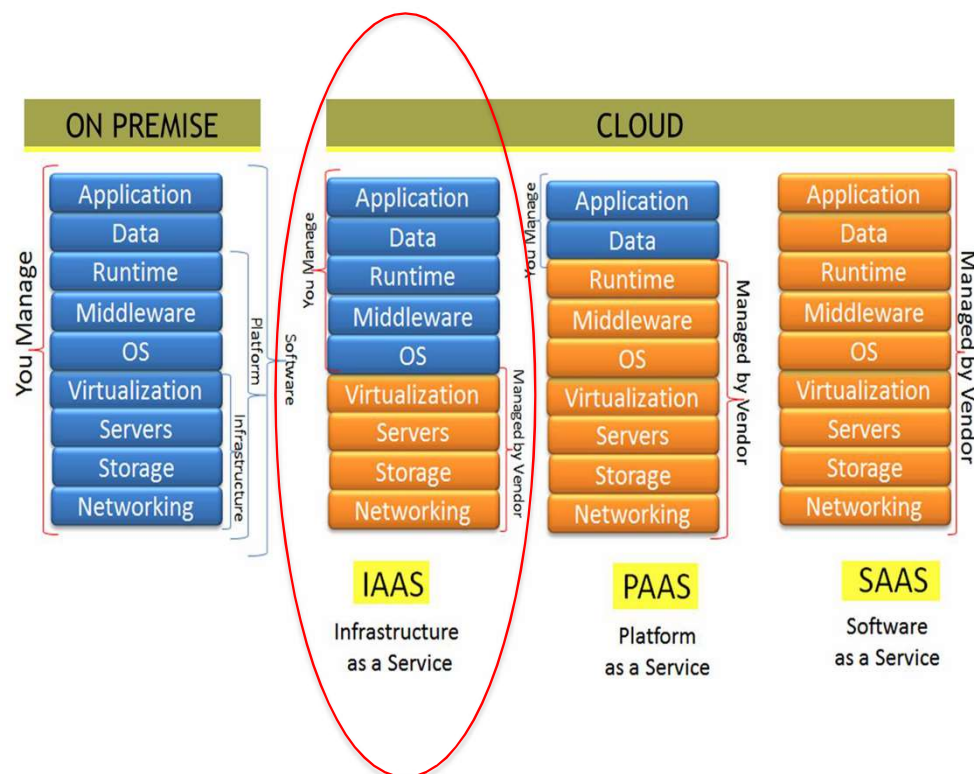 ON PREMISE
You Manage
Application
Data
Runtime
Middleware
OS
Virtualization
Servers
Storage
Networking
Infrastructure
Platform
Software
CLOUD
You Manage
Application
Data
Runtime
Middleware
OS
Virtualization
Servers
Storage
Networking
Managed by Vendor
IAAS
Infrastructure
as a Service
You Manage
Application
Data
Runtime
Middleware
OS
Virtualization
Servers
Storage
Networking
Managed by Vendor
PAAS
Platform
as a Service
Application
Data
Runtime
Middleware
OS
Virtualization
Servers
Storage
Networking
Managed by Vendor
SAAS
Software
as a Service